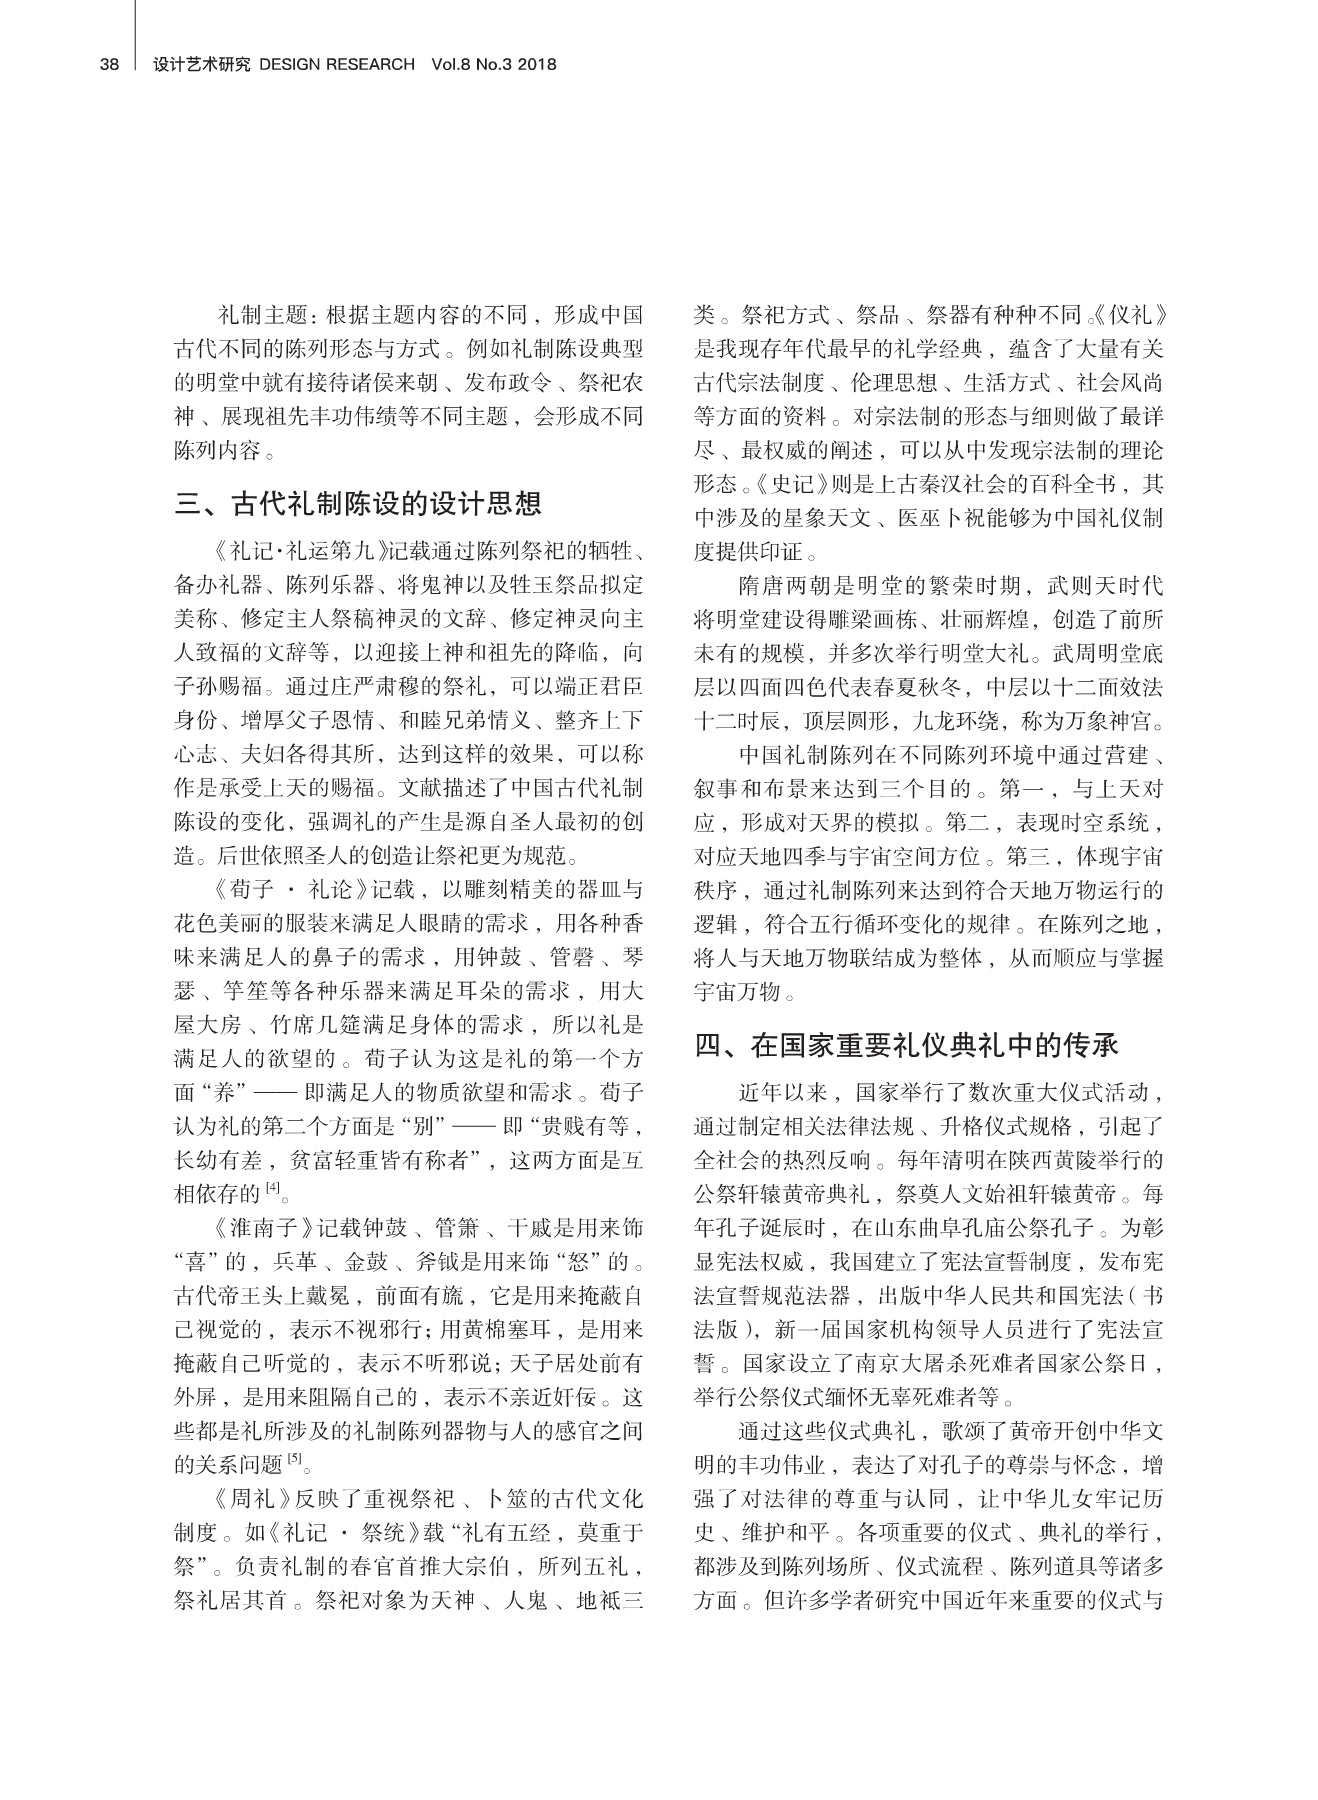 38 设计艺术研究 DESIGN RESEARCH Vol.8 No.3 2018
礼制主题：根据主题内容的不同，形成中国
古代不同的陈列形态与方式。例如礼制陈设典型
的明堂中就有接待诸侯来朝、发布政令、祭祀农
神、展现祖先丰功伟绩等不同主题，会形成不同
陈列内容。
三、古代礼制陈设的设计思想
《礼记·礼运第九》记载通过陈列祭祀的牺牲、
备办礼器、陈列乐器、将鬼神以及牲玉祭品拟定
美称、修定主人祭稿神灵的文辞、修定神灵向主
人致福的文辞等，以迎接上神和祖先的降临，向
子孙赐福。通过庄严肃穆的祭礼，可以端正君臣
身份、增厚父子恩情、和睦兄弟情义、整齐上下
心志、夫妇各得其所，达到这样的效果，可以称
作是承受上天的赐福。文献描述了中国古代礼制
陈设的变化，强调礼的产生是源自圣人最初的创
造。后世依照圣人的创造让祭祀更为规范。
《荀子·礼论》记载，以雕刻精美的器皿与
花色美丽的服装来满足人眼睛的需求，用各种香
味来满足人的鼻子的需求，用钟鼓、管磬、琴
瑟、竽笙等各种乐器来满足耳朵的需求，用大
屋大房、竹席几筵满足身体的需求，所以礼是
满足人的欲望的。荀子认为这是礼的第一个方
面“养”——即满足人的物质欲望和需求。荀子
认为礼的第二个方面是“别”——即“贵贱有等，
长幼有差，贫富轻重皆有称者”，这两方面是互
相依存的[4]。
《淮南子》记载钟鼓、管箫、干戚是用来饰
“喜”的，兵革、金鼓、斧钺是用来饰“怒”的。
古代帝王头上戴冕，前面有旒，它是用来掩蔽自
己视觉的，表示不视邪行；用黄棉塞耳，是用来
掩蔽自己听觉的，表示不听邪说；天子居处前有
外屏，是用来阻隔自己的，表示不亲近奸佞。这
些都是礼所涉及的礼制陈列器物与人的感官之间
的关系问题[5]。
《周礼》反映了重视祭祀、卜筮的古代文化
制度。如《礼记·祭统》载“礼有五经，莫重于
祭”。负责礼制的春官首推大宗伯，所列五礼，
祭礼居其首。祭祀对象为天神、人鬼、地祗三
类。祭祀方式、祭品、祭器有种种不同。《仪礼》
是我现存年代最早的礼学经典，蕴含了大量有关
古代宗法制度、伦理思想、生活方式、社会风尚
等方面的资料。对宗法制的形态与细则做了最详
尽、最权威的阐述，可以从中发现宗法制的理论
形态。《史记》则是上古秦汉社会的百科全书，其
中涉及的星象天文、医巫卜祝能够为中国礼仪制
度提供印证。
隋唐两朝是明堂的繁荣时期，武则天时代
将明堂建设得雕梁画栋、壮丽辉煌，创造了前所
未有的规模，并多次举行明堂大礼。武周明堂底
层以四面四色代表春夏秋冬，中层以十二面效法
十二时辰，顶层圆形，九龙环绕，称为万象神宫。
中国礼制陈列在不同陈列环境中通过营建、
叙事和布景来达到三个目的。第一，与上天对
应，形成对天界的模拟。第二，表现时空系统，
对应天地四季与宇宙空间方位。第三，体现宇宙
秩序，通过礼制陈列来达到符合天地万物运行的
逻辑，符合五行循环变化的规律。在陈列之地，
将人与天地万物联结成为整体，从而顺应与掌握
宇宙万物。
四、在国家重要礼仪典礼中的传承
近年以来，国家举行了数次重大仪式活动，
通过制定相关法律法规、升格仪式规格，引起了
全社会的热烈反响。每年清明在陕西黄陵举行的
公祭轩辕黄帝典礼，祭奠人文始祖轩辕黄帝。每
年孔子诞辰时，在山东曲阜孔庙公祭孔子。为彰
显宪法权威，我国建立了宪法宣誓制度，发布宪
法宣誓规范法器，出版中华人民共和国宪法（书
法版），新一届国家机构领导人员进行了宪法宣
誓。国家设立了南京大屠杀死难者国家公祭日，
举行公祭仪式缅怀无辜死难者等。
通过这些仪式典礼，歌颂了黄帝开创中华文
明的丰功伟业，表达了对孔子的尊崇与怀念，增
强了对法律的尊重与认同，让中华儿女牢记历
史、维护和平。各项重要的仪式、典礼的举行，
都涉及到陈列场所、仪式流程、陈列道具等诸多
方面。但许多学者研究中国近年来重要的仪式与